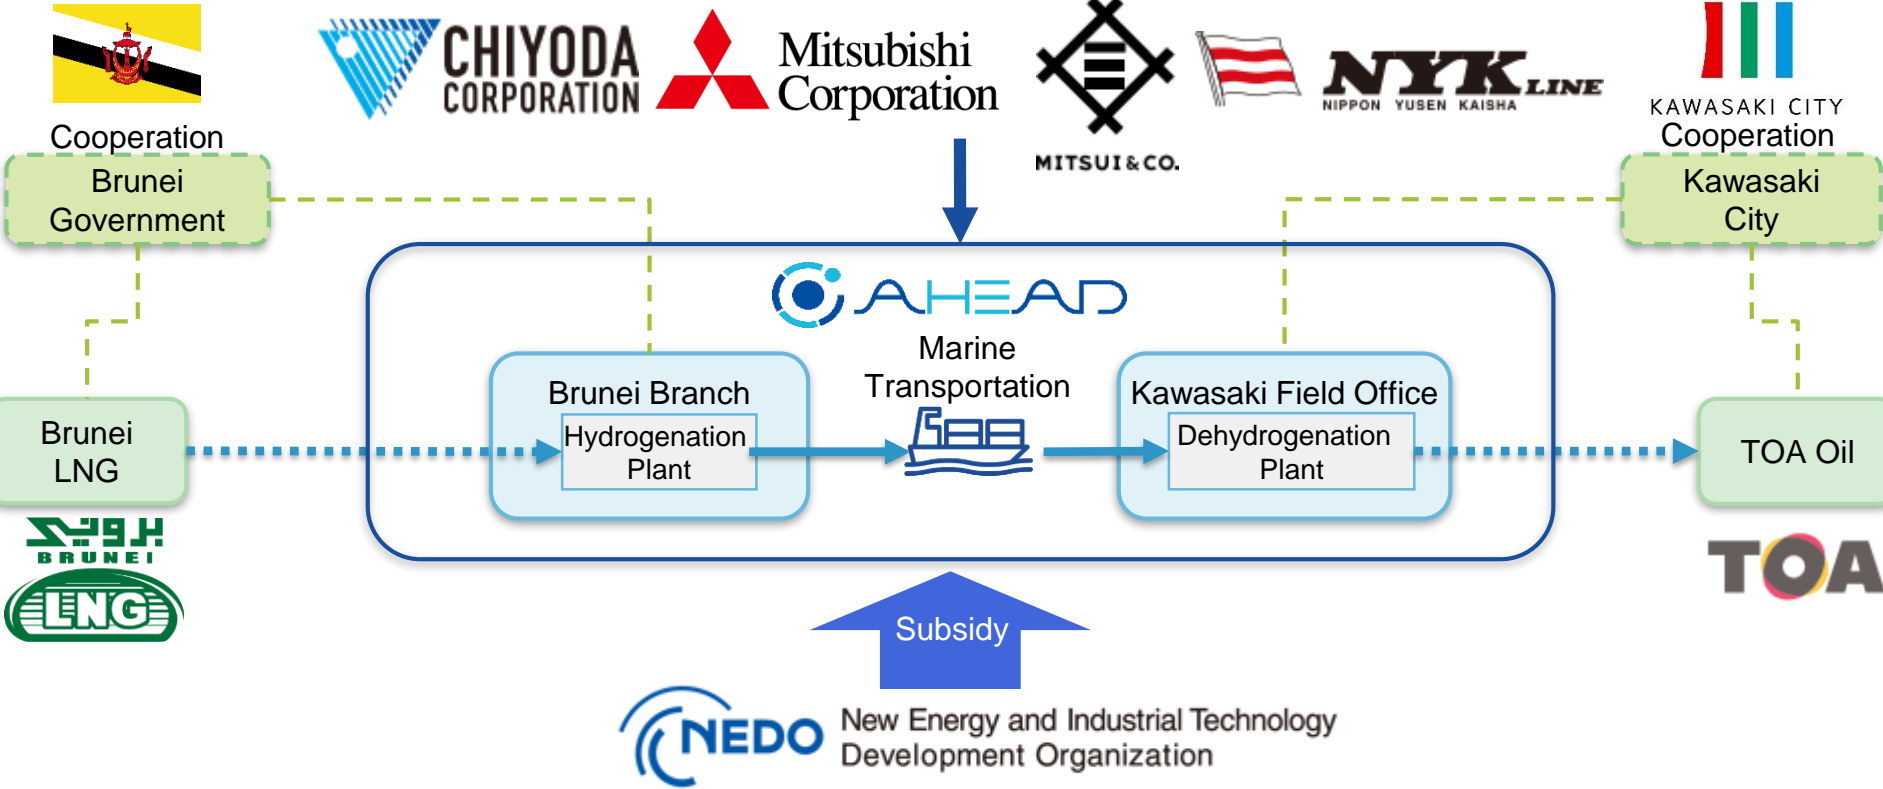 CHIYODA
CORPORATION
Mitsubishi
Corporation
MITSUI & CO.
NYK LINE
NIPPON YUSEN KAISHA
KAWASAKI CITY
Cooperation
Brunei
Government
Cooperation
Kawasaki
City
AHEAD
Marine
Transportation
Brunei Branch
Hydrogenation
Plant
Kawasaki Field Office
Dehydrogenation
Plant
Brunei
LNG
TOA Oil
بروني
BRUNEI
LNG
TOA
Subsidy
NEDO
New Energy and Industrial Technology
Development Organization